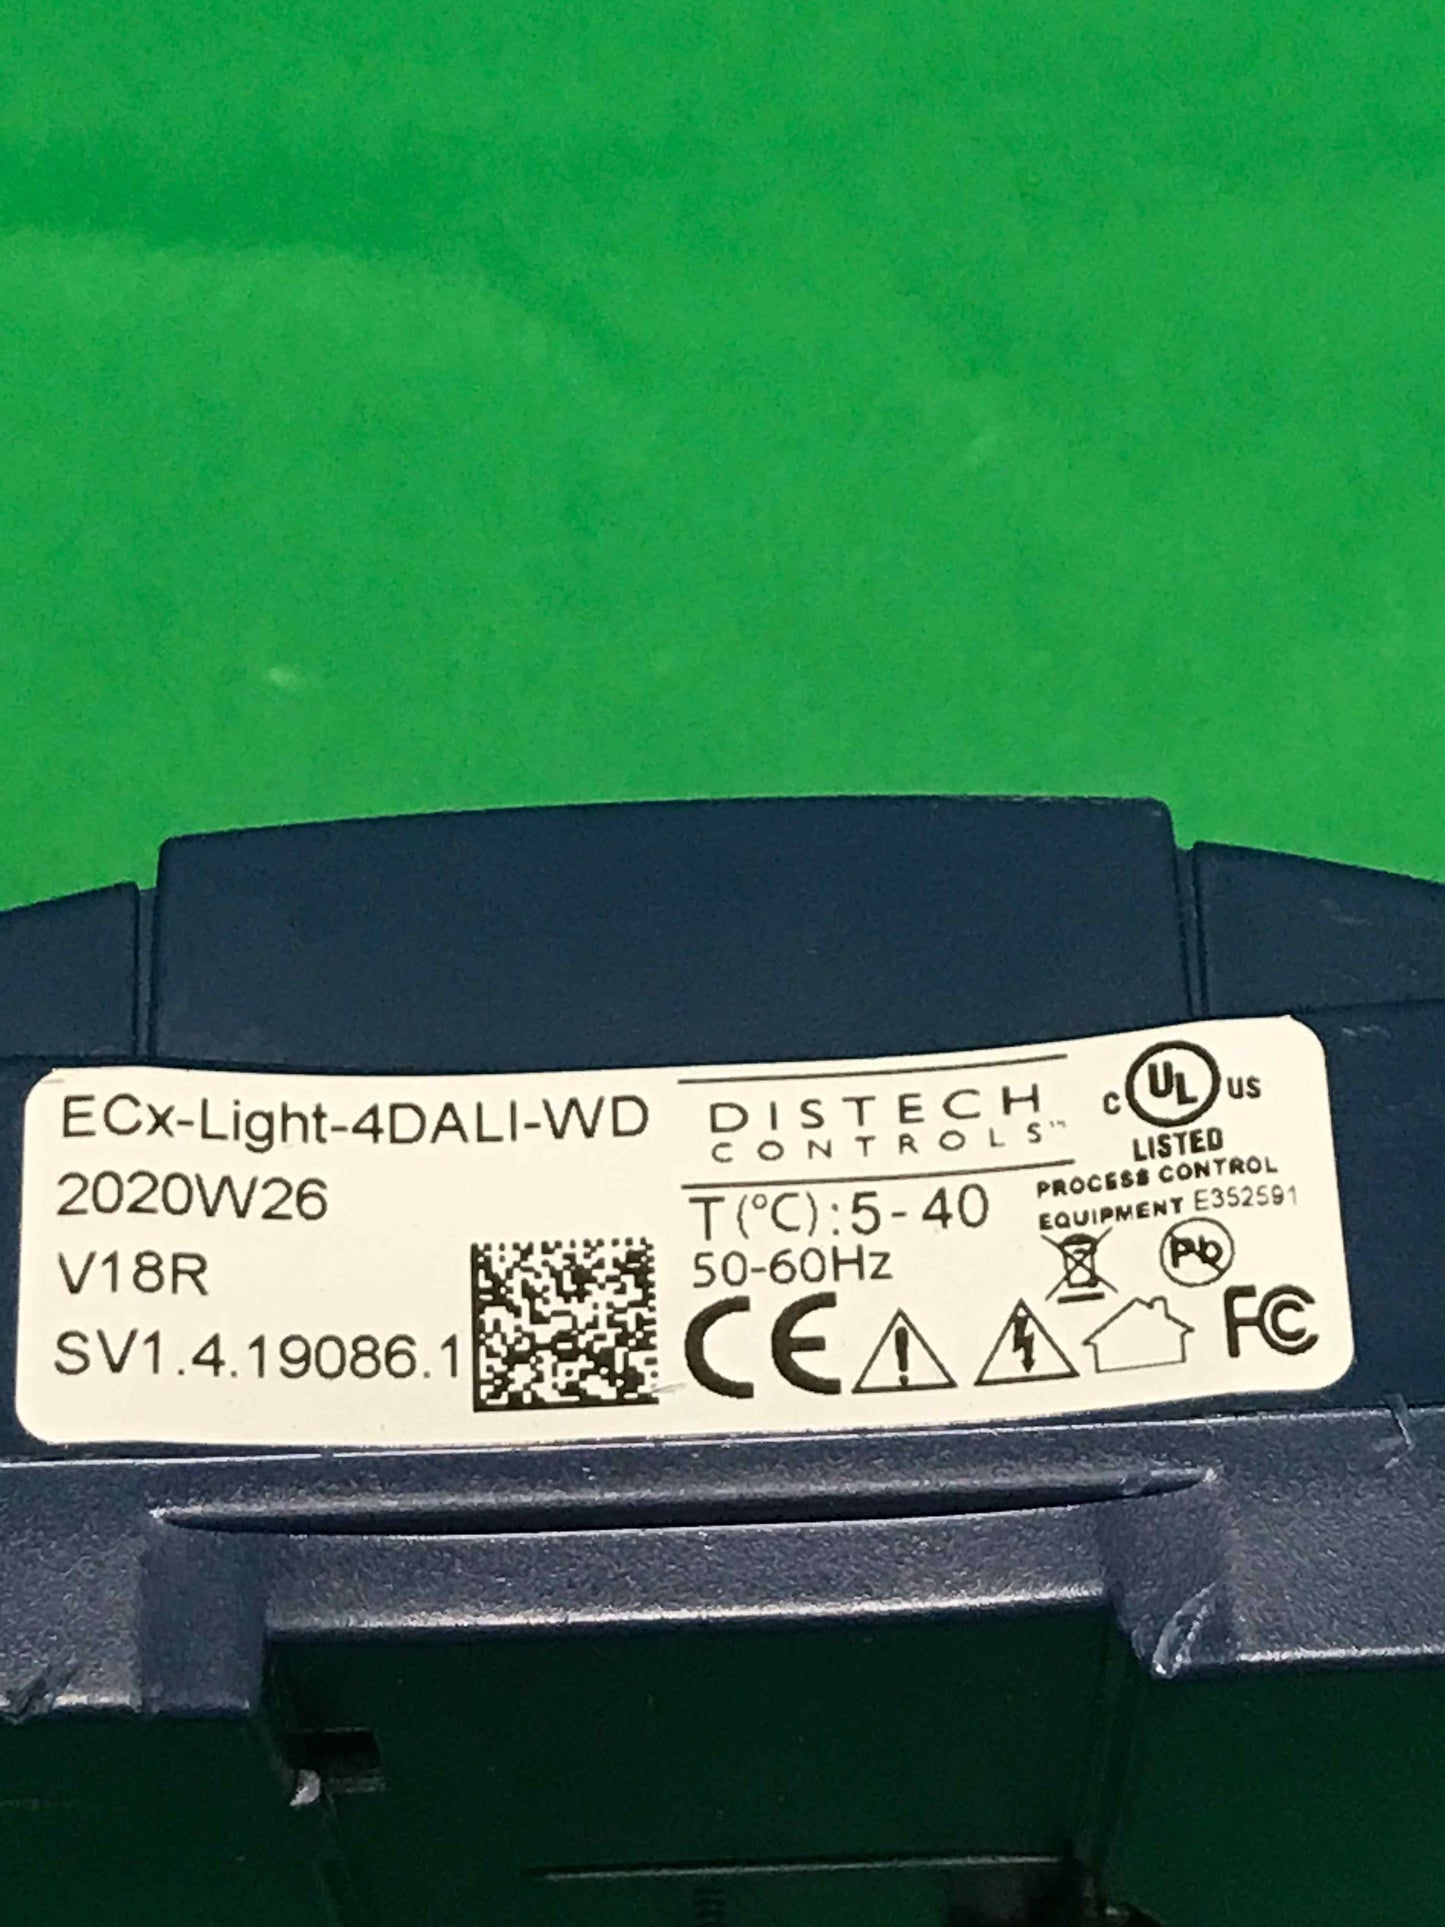 ECx-Light-4DALI-WD
2020W26
V18R
SV1.4.19086.1
DISTECH
CONTROLS™
T(°C):5-40
50-60Hz
CE
C UL US
LISTED
PROCESS CONTROL
EQUIPMENT E352591
Pb
FC